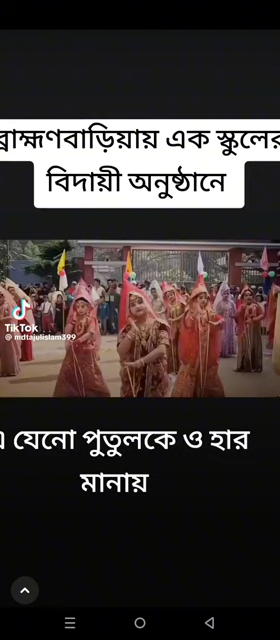 ব্রাহ্মণবাড়িয়ায় এক স্কুলের
বিদায়ী অনুষ্ঠানে
TikTok
@ mdtajulislam399
এ যেনো পুতুলকে ও হার
মানায়